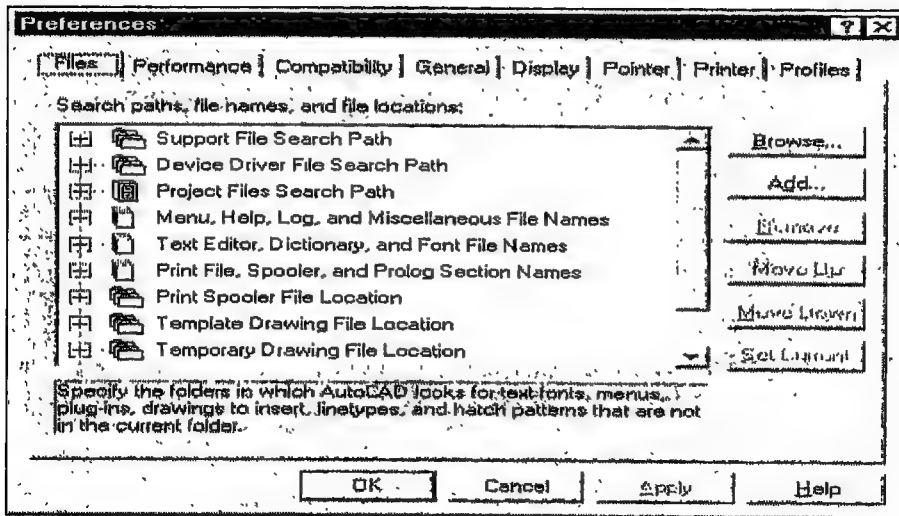 Preferences
? X
Files Performance Compatibility General Display Pointer Printer Profiles
Search paths, file names, and file locations:
Support File Search Path
Device Driver File Search Path
Project Files Search Path
Menu, Help, Log, and Miscellaneous File Names
Text Editor, Dictionary, and Font File Names
Print File, Spooler, and Prolog Section Names
Print Spooler File Location
Template Drawing File Location
Temporary Drawing File Location
Browse...
Add...
Remove
Move Up
Move Down
Set Current
Specify the folders in which AutoCAD looks for text fonts, menus,
plug-ins, drawings to insert, linetypes, and hatch patterns that are not
in the current folder.
OK Cancel Apply Help